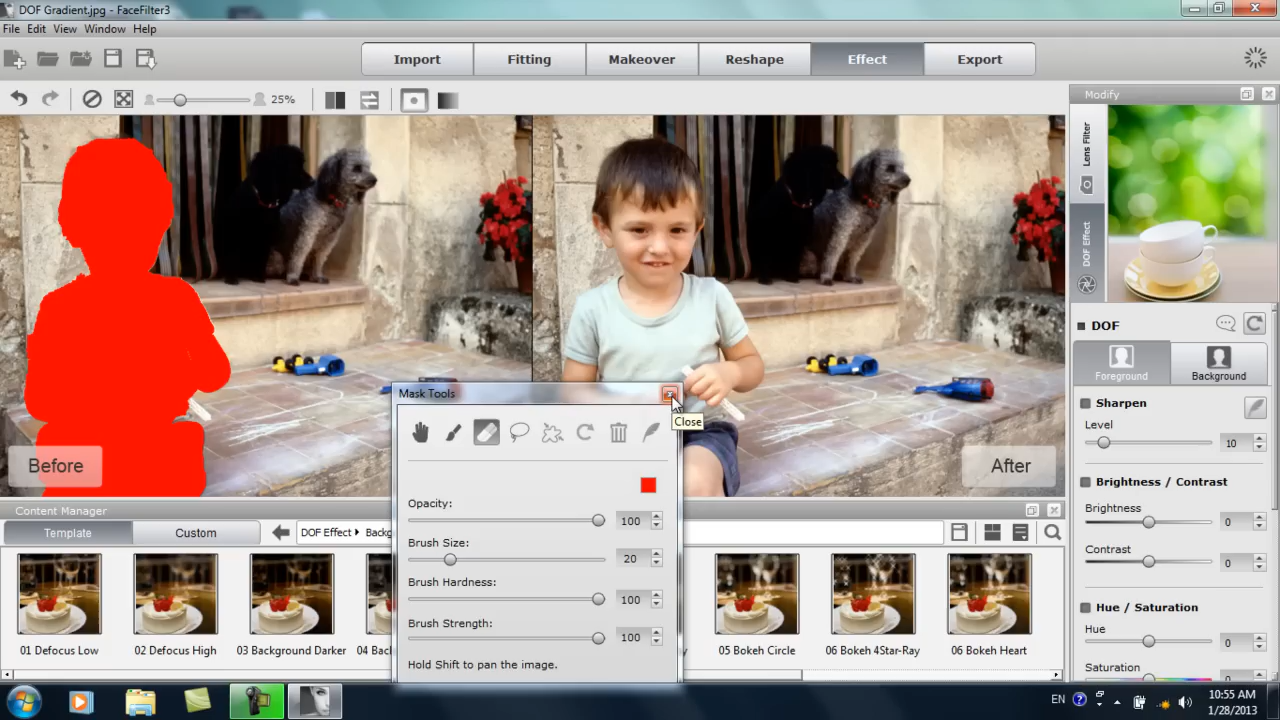 DOF Gradient.jpg - FaceFilter3
File Edit View Window Help
Import Fitting Makeover Reshape Effect Export
25%
Modify
Lens Filter
DOF Effect
Before
After
DOF
Foreground Background
Sharpen
Level
10
Brightness / Contrast
Brightness
0
Contrast
0
Hue / Saturation
Hue
0
Saturation
Mask Tools
Close
Opacity:
100
Brush Size:
20
Brush Hardness:
100
Brush Strength:
100
Hold Shift to pan the image.
Content Manager
Template Custom DOF Effect
01 Defocus Low 02 Defocus High 03 Background Darker 05 Bokeh Circle 06 Bokeh 4Star-Ray 06 Bokeh Heart
EN
10:55 AM
1/28/2013